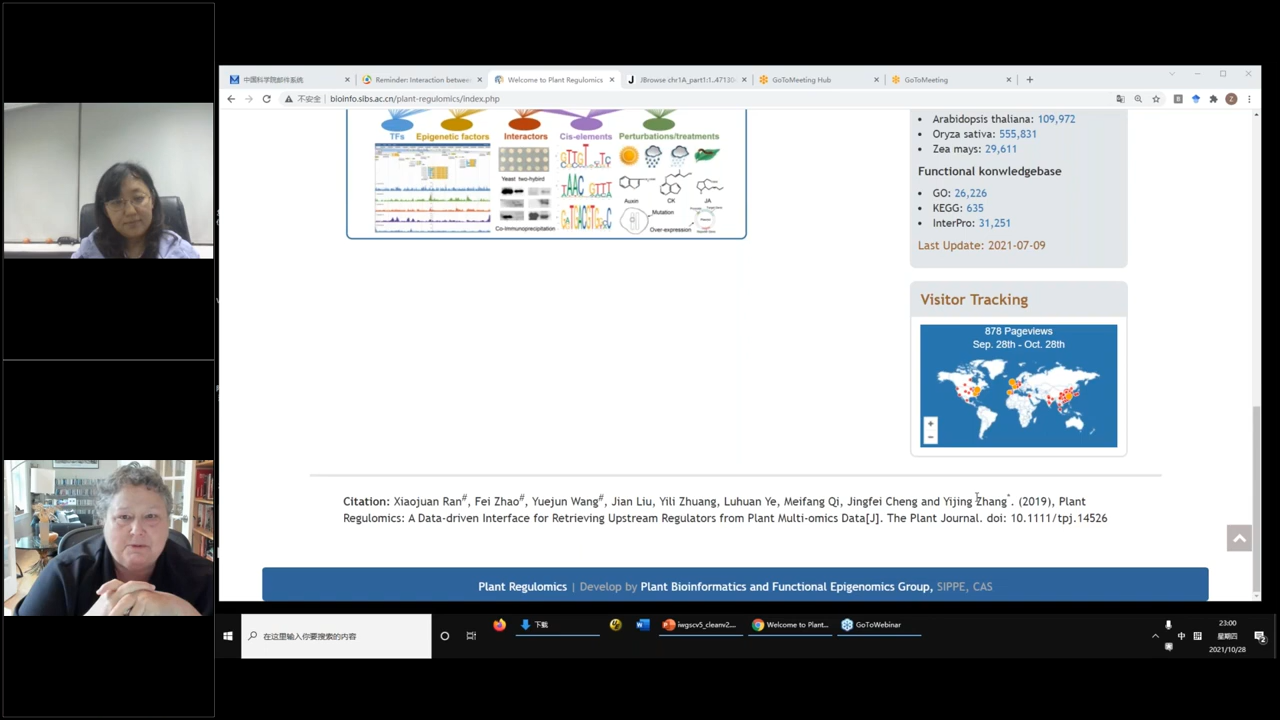 中国科学院邮件系统
Reminder: Interaction betwee
Welcome to Plant Regulomics
JBrowse chr1A_part1:1..47130
GoToMeeting Hub
GoToMeeting
不安全 | bioinfo.sibs.ac.cn/plant-regulomics/index.php
TFs Epigenetic factors Interactors Cis-elements Perturbations/treatments
Yeast two-hybird
Co-Immunoprecipitation
Auxin CK JA
Mutation
Over-expression
Arabidopsis thaliana: 109,972
Oryza sativa: 555,831
Zea mays: 29,611
Functional konwledgebase
GO: 26,226
KEGG: 635
InterPro: 31,251
Last Update: 2021-07-09
Visitor Tracking
878 Pageviews
Sep. 28th - Oct. 28th
+
−
Citation: Xiaojuan Ran#, Fei Zhao#, Yuejun Wang#, Jian Liu, Yili Zhuang, Luhuan Ye, Meifang Qi, Jingfei Cheng and Yijing Zhang*. (2019), Plant
Regulomics: A Data-driven Interface for Retrieving Upstream Regulators from Plant Multi-omics Data[J]. The Plant Journal. doi: 10.1111/tpj.14526
Plant Regulomics | Develop by Plant Bioinformatics and Functional Epigenomics Group, SIPPE, CAS
在这里输入你要搜索的内容
下载
iwgscv5_cleanv2,...
Welcome to Plant...
GoToWebinar
中
23:00
星期四
2021/10/28